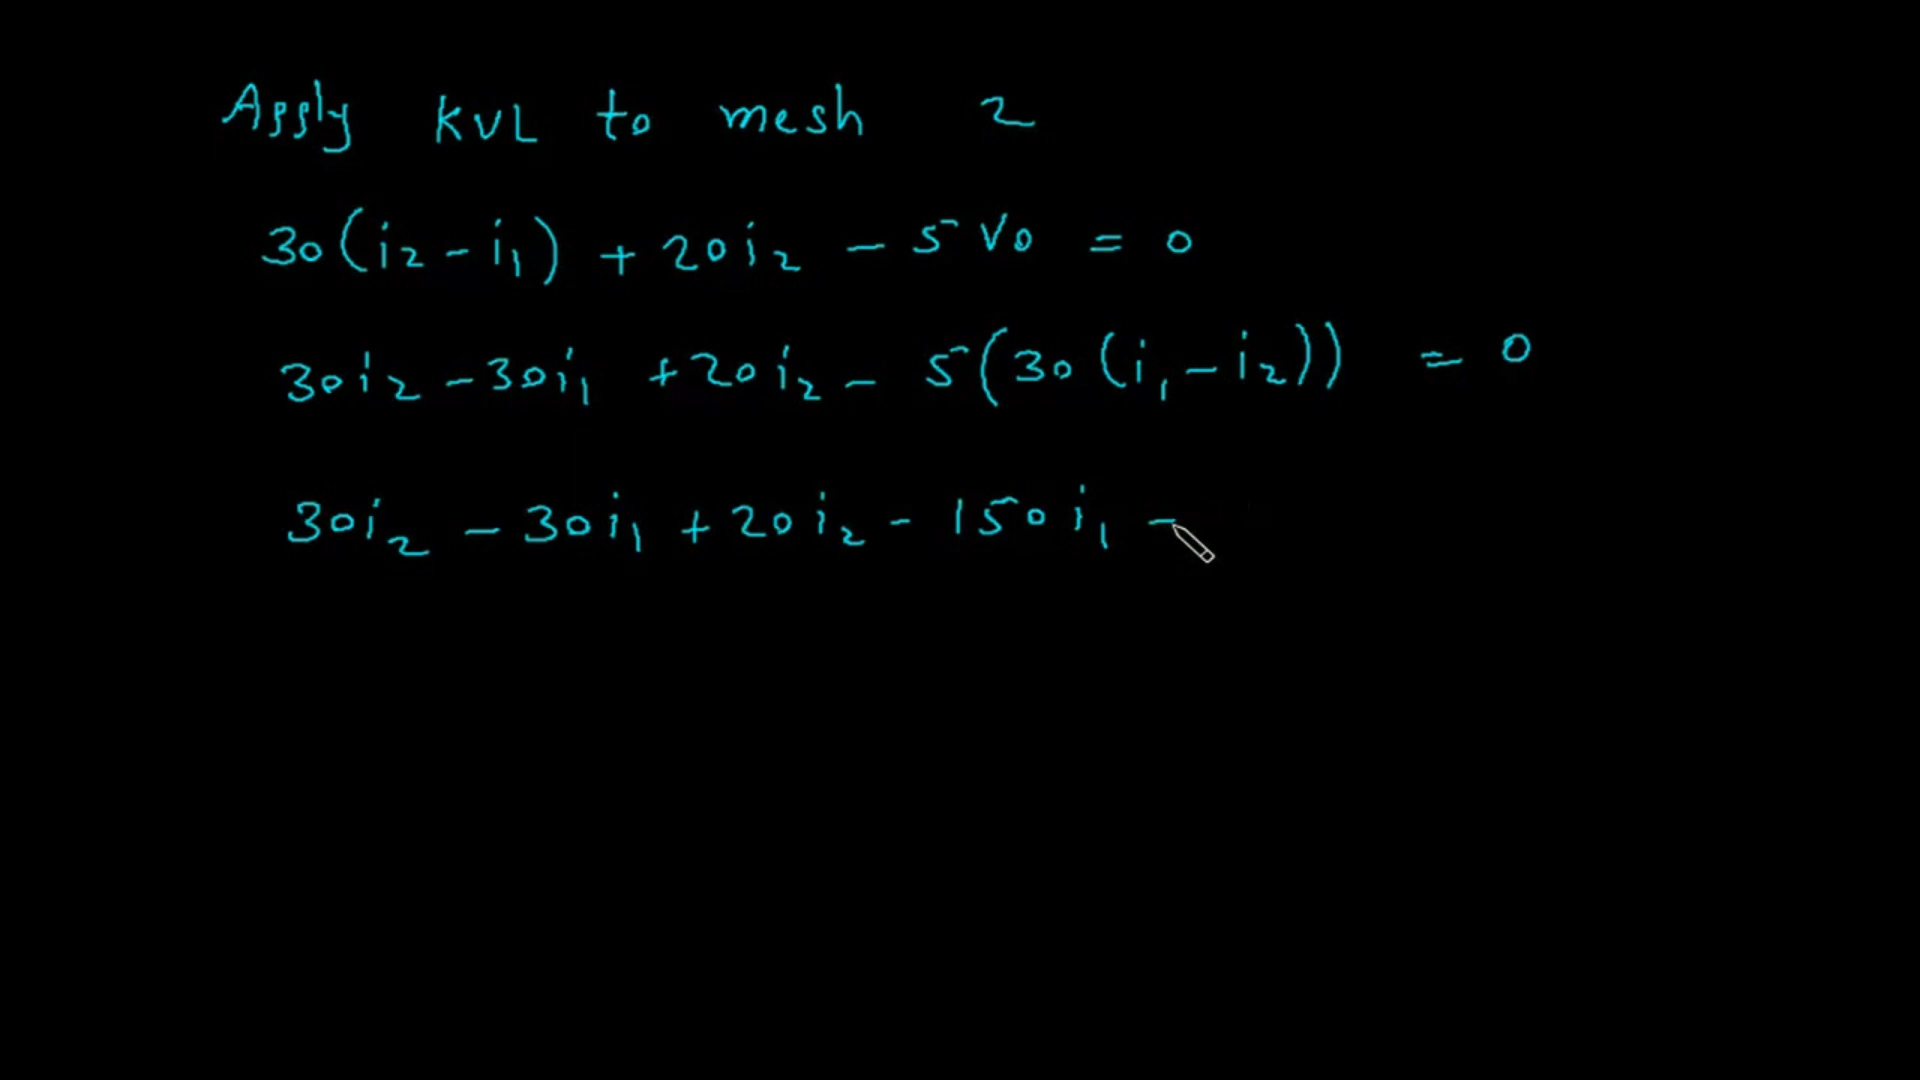 Apply KVL to mesh 2
30(i₂ - i₁) + 20i₂ - 5V0 = 0
30i₂ - 30i₁ + 20i₂ - 5(30(i₁ - i₂)) = 0
30i₂ - 30i₁ + 20i₂ - 150i₁ -